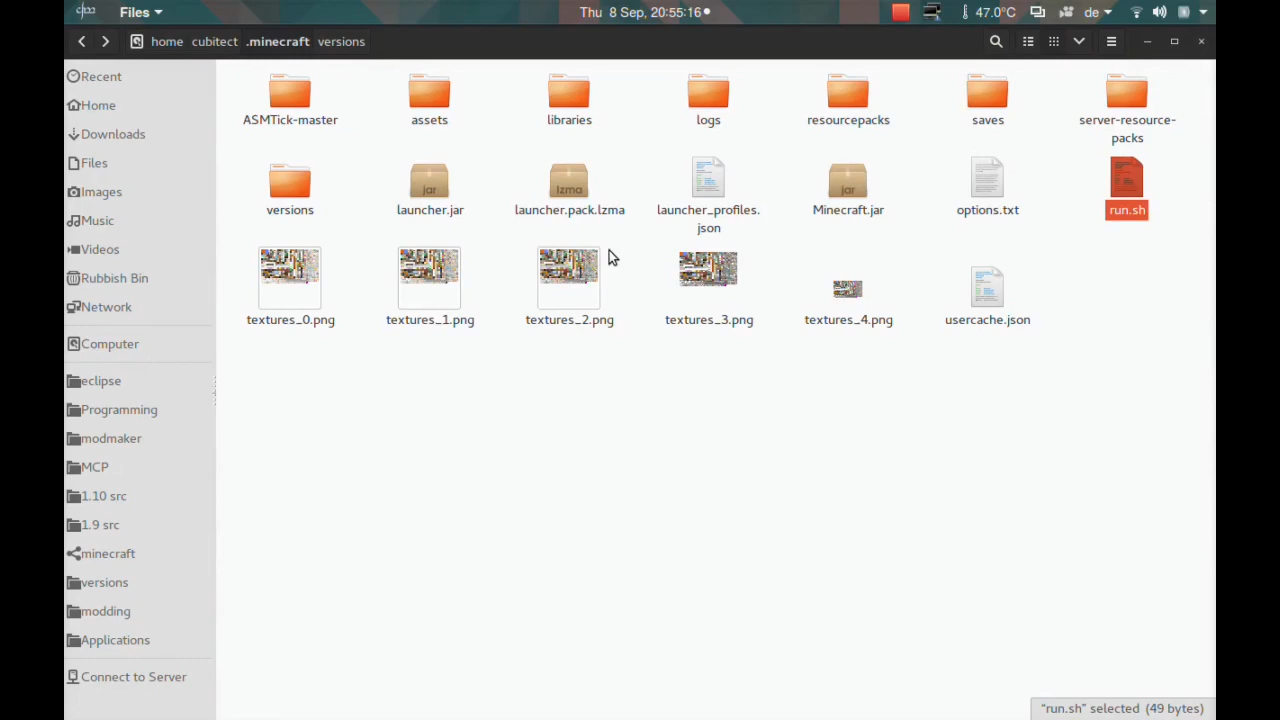 Files
Thu 8 Sep, 20:55:16
47.0°C
de
home
cubitect
.minecraft
versions
Recent
Home
Downloads
Files
Images
Music
Videos
Rubbish Bin
Network
Computer
eclipse
Programming
modmaker
MCP
1.10 src
1.9 src
minecraft
versions
modding
Applications
Connect to Server
ASMTick-master
assets
libraries
logs
resourcepacks
saves
server-resource-
packs
versions
jar
launcher.jar
lzma
launcher.pack.lzma
launcher_profiles.
json
jar
Minecraft.jar
options.txt
run.sh
textures_0.png
textures_1.png
textures_2.png
textures_3.png
textures_4.png
usercache.json
"run.sh" selected (49 bytes)